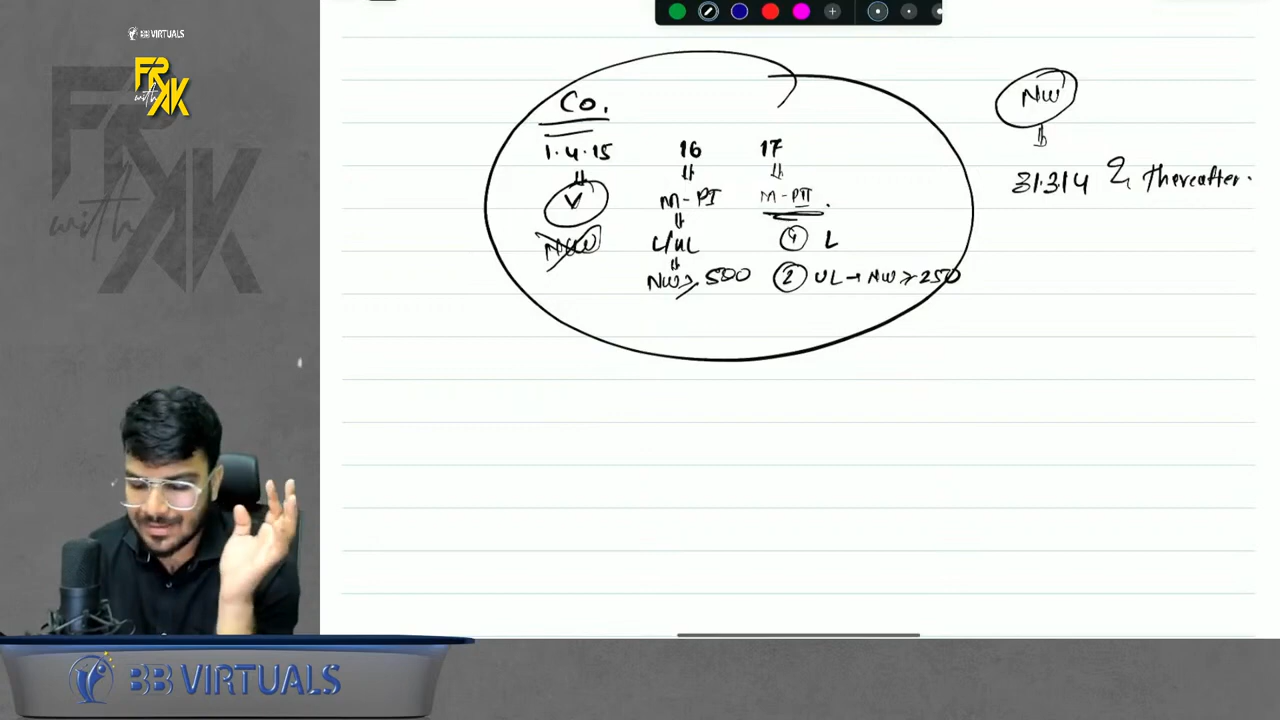 BB VIRTUALS
FR
with
AK
Co.
1.4.15 16 17
V M-PI M-PII.
NW L/UL ① L
NW ≥ 500 ② UL → NW ≥ 250
NW
31.3.14 & thereafter.
BB VIRTUALS